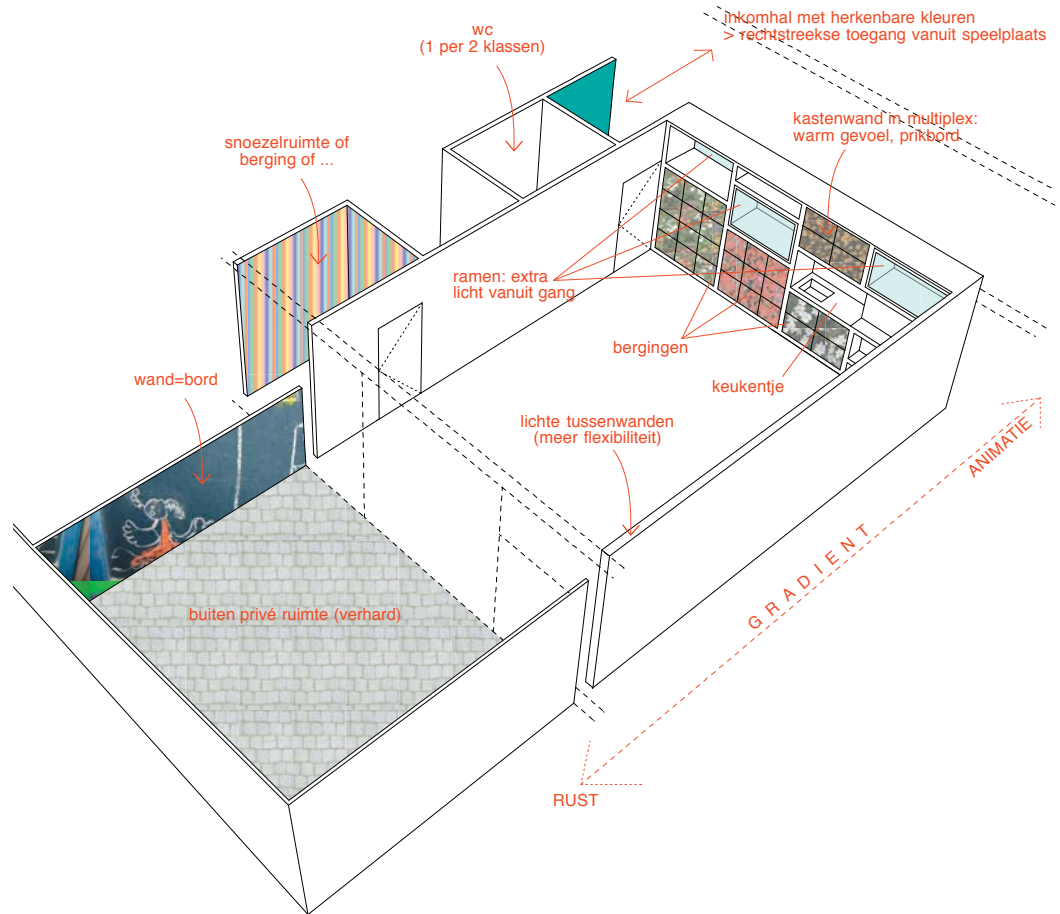 inkomhal met herkenbare kleuren
> rechtstreekse toegang vanuit speelplaats
wc
(1 per 2 klassen)
kastenwand in multiplex:
warm gevoel, prikbord
snoezelruimte of
berging of ...
ramen: extra
licht vanuit gang
bergingen
keukentje
wand=bord
lichte tussenwanden
(meer flexibiliteit)
ANIMATIE
GRADIENT
buiten privé ruimte (verhard)
RUST